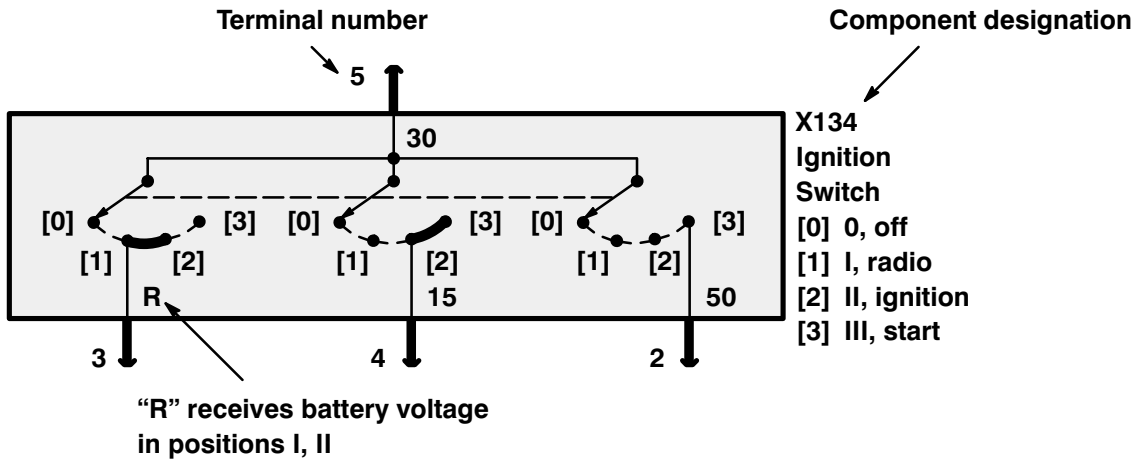 Terminal number
Component designation
5
X134
30
Ignition
Switch
[0] [3] [0] [3] [0] [3]
[0] 0, off
[1] [2] [1] [2] [1] [2]
[1] I, radio
R 15 50
[2] II, ignition
[3] III, start
3 4 2
“R” receives battery voltage
in positions I, II